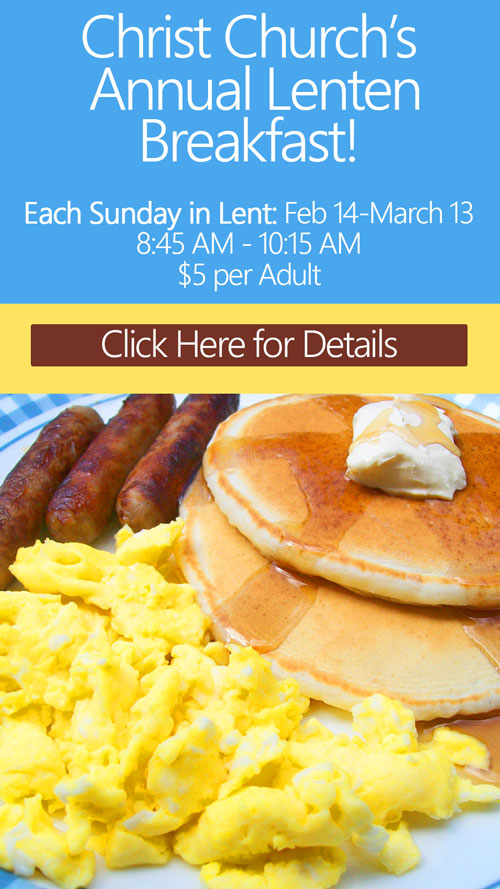 Christ Church's
Annual Lenten
Breakfast!
Each Sunday in Lent: Feb 14-March 13
8:45 AM - 10:15 AM
$5 per Adult
Click Here for Details